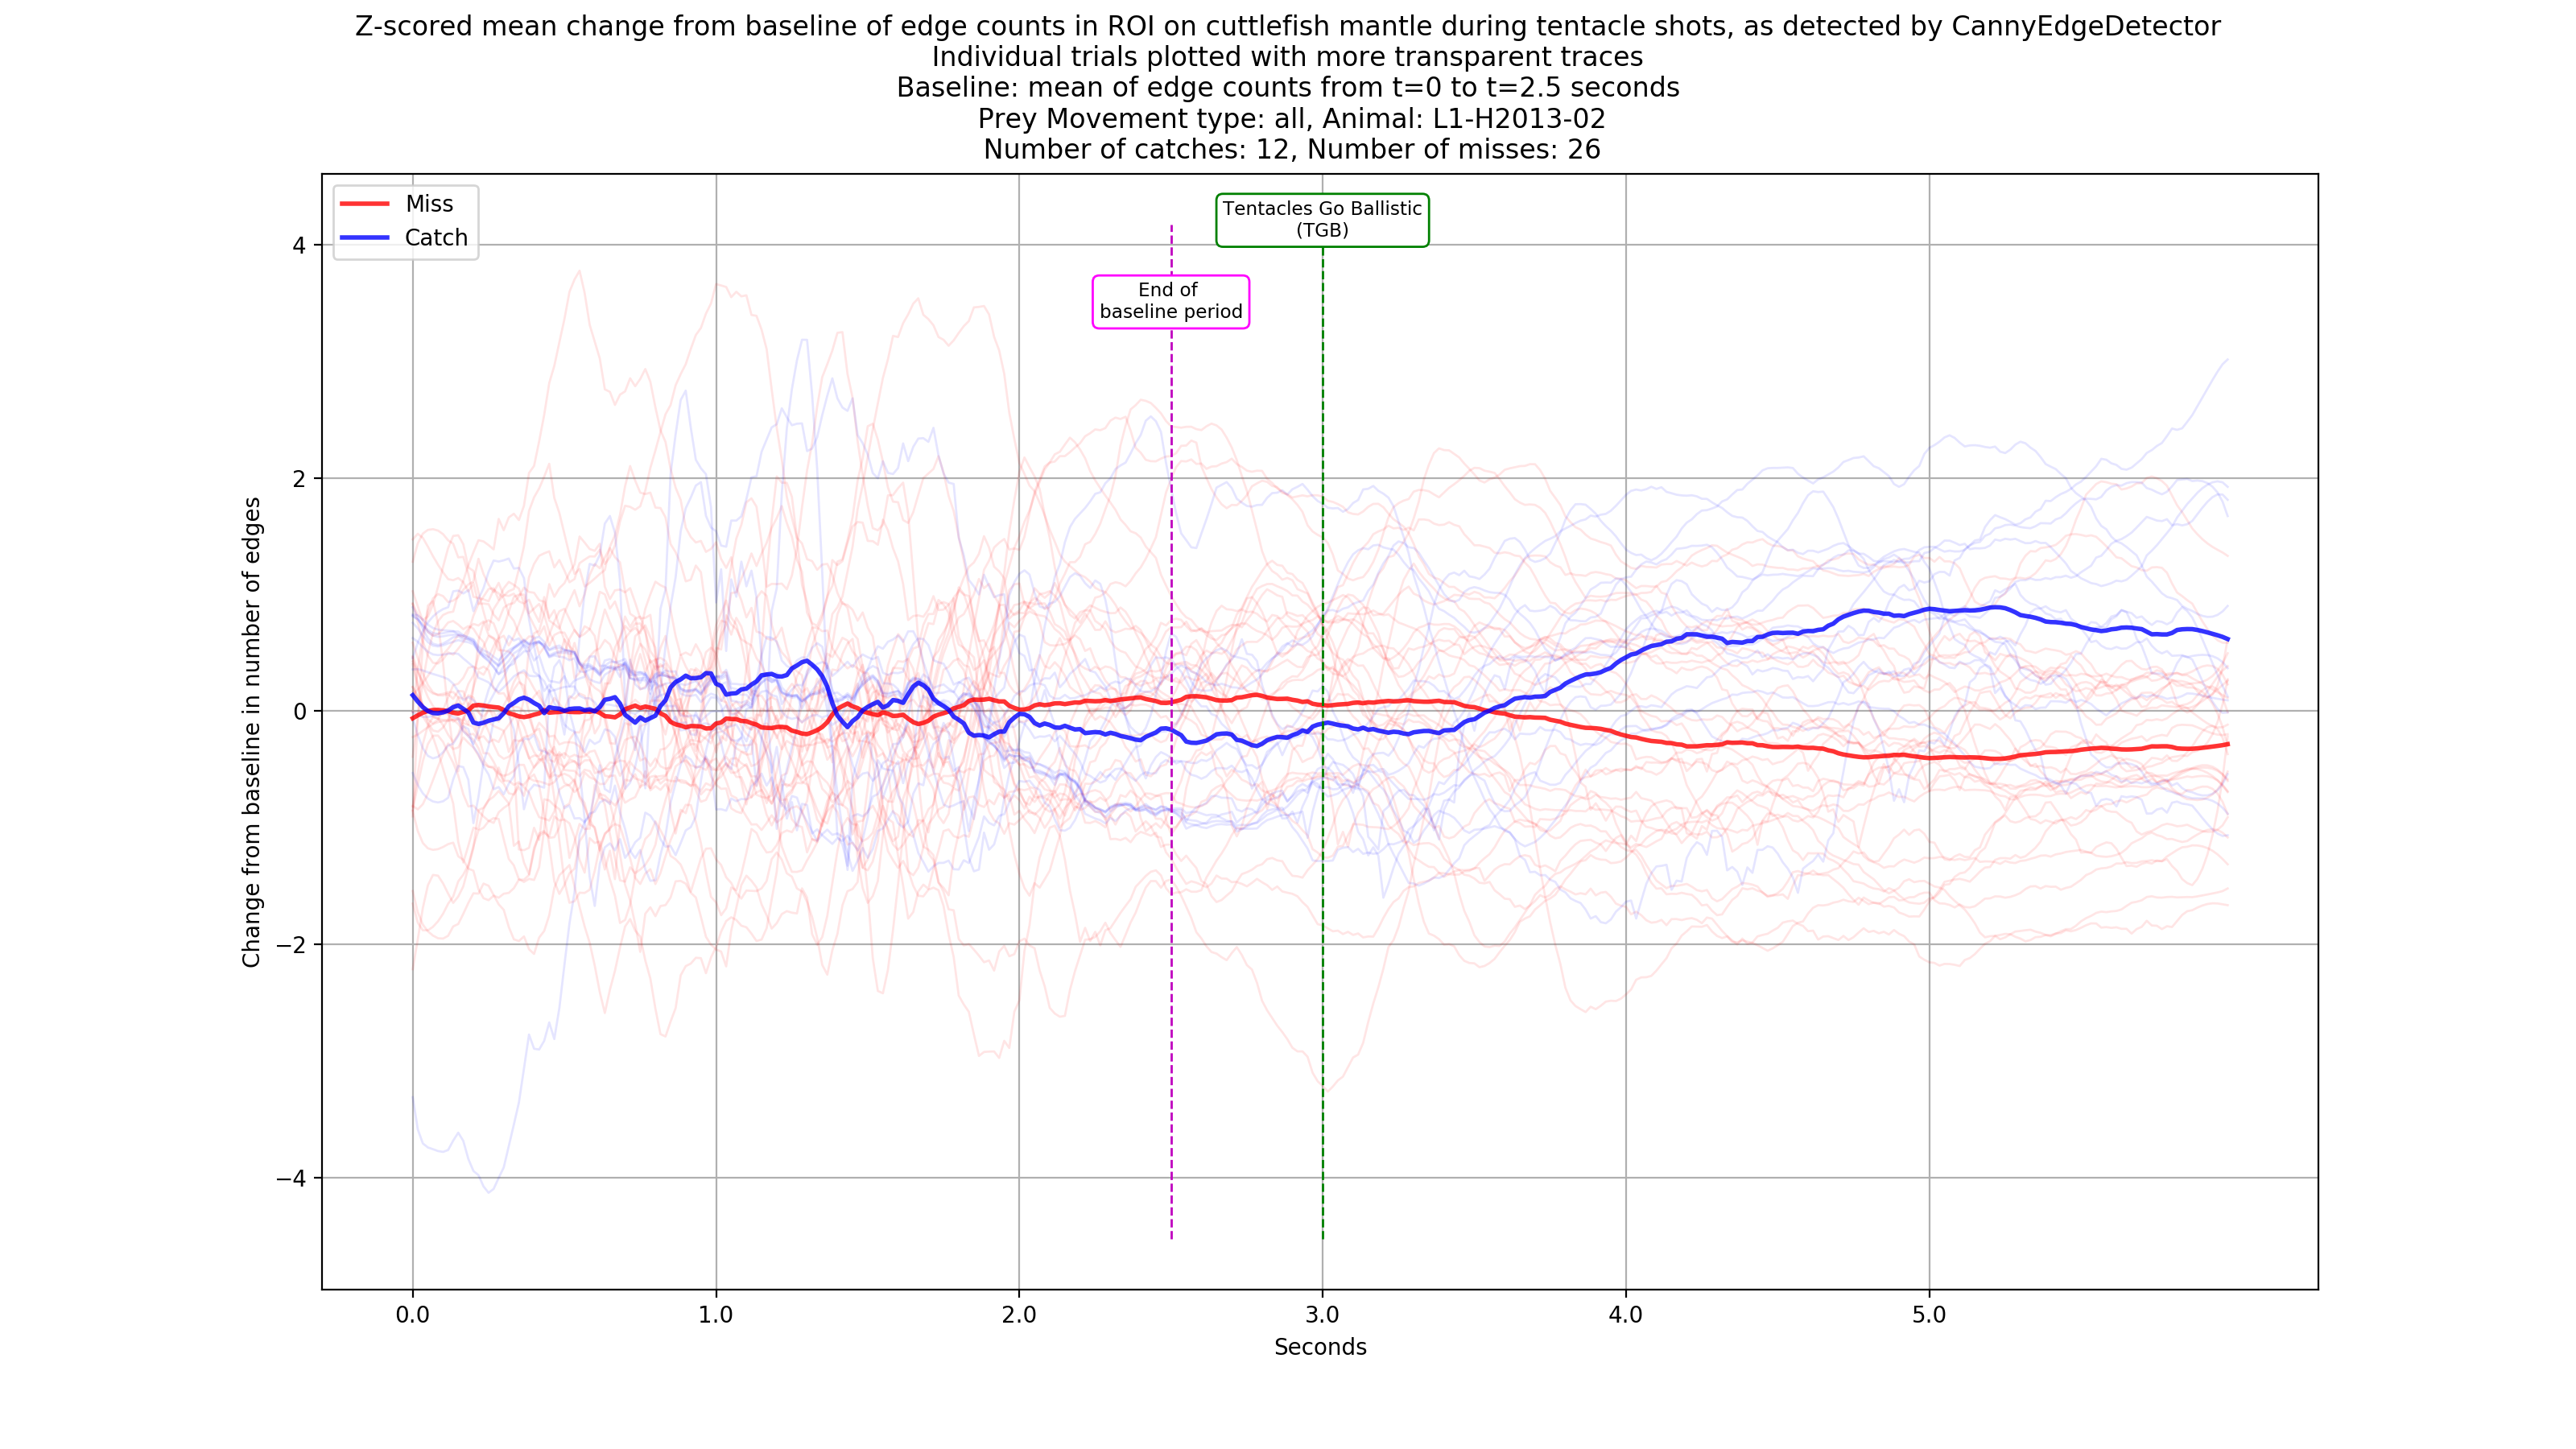 Z-scored mean change from baseline of edge counts in ROI on cuttlefish mantle during tentacle shots, as detected by CannyEdgeDetector
Individual trials plotted with more transparent traces
Baseline: mean of edge counts from t=0 to t=2.5 seconds
Prey Movement type: all, Animal: L1-H2013-02
Number of catches: 12, Number of misses: 26
Miss
Catch
Tentacles Go Ballistic
(TGB)
End of
baseline period
Change from baseline in number of edges
4
2
0
−2
−4
0.0 1.0 2.0 3.0 4.0 5.0
Seconds